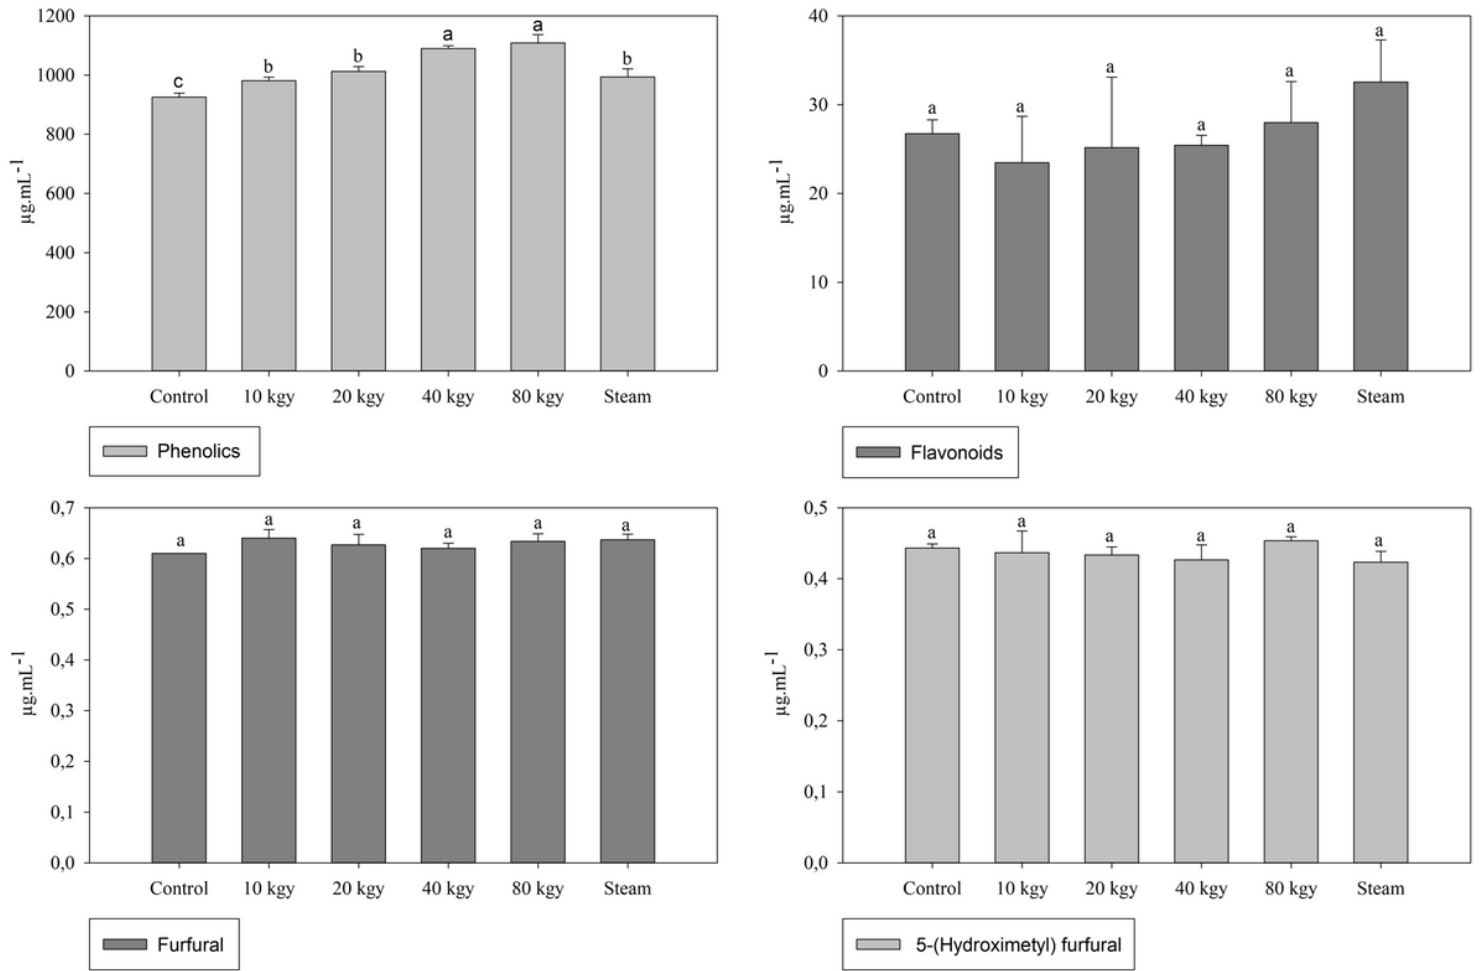 1200
1000
800
600
400
200
0
µg.mL-1
c
b
b
a
a
b
Control 10 kgy 20 kgy 40 kgy 80 kgy Steam
Phenolics
40
30
20
10
0
µg.mL-1
a
a
a
a
a
a
Control 10 kgy 20 kgy 40 kgy 80 kgy Steam
Flavonoids
0,7
0,6
0,5
0,4
0,3
0,2
0,1
0,0
µg.mL-1
a
a
a
a
a
a
Control 10 kgy 20 kgy 40 kgy 80 kgy Steam
Furfural
0,5
0,4
0,3
0,2
0,1
0,0
µg.mL-1
a
a
a
a
a
a
Control 10 kgy 20 kgy 40 kgy 80 kgy Steam
5-(Hydroximetyl) furfural